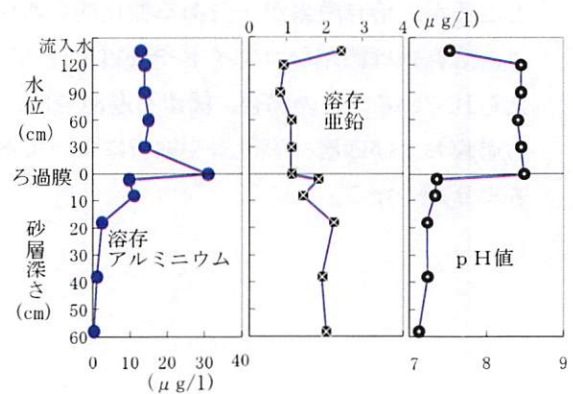 0 1 2 3 4 (μg/l)
流入水
120
90
60
30
0
10
20
30
40
50
60
水位
(cm)
ろ過膜
砂層深さ
(cm)
溶存
アルミニウム
溶存
亜鉛
pH値
0 10 20 30 40
(μg/l)
7 8 9